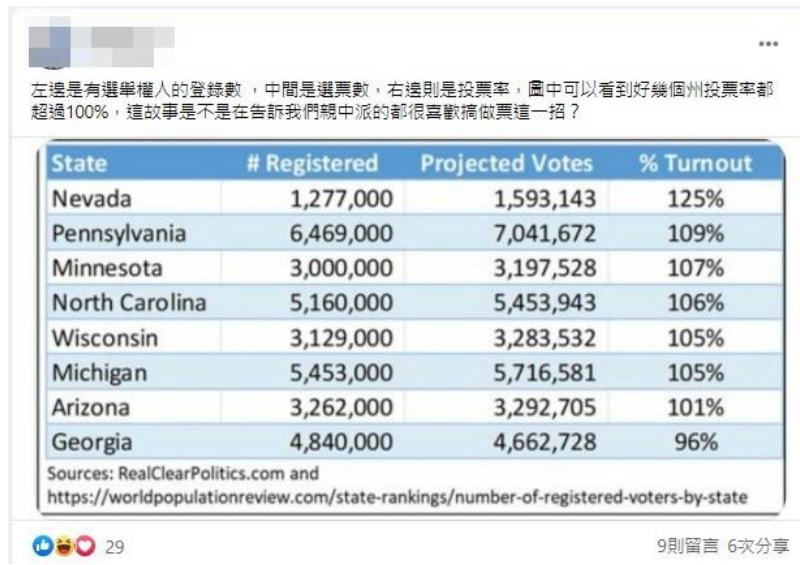 左邊是有選舉權人的登錄數，中間是選票數，右邊則是投票率，圖中可以看到好幾個州投票率都
超過100%，這故事是不是在告訴我們親中派的都很喜歡搞做票這一招？
State # Registered Projected Votes % Turnout
Nevada 1,277,000 1,593,143 125%
Pennsylvania 6,469,000 7,041,672 109%
Minnesota 3,000,000 3,197,528 107%
North Carolina 5,160,000 5,453,943 106%
Wisconsin 3,129,000 3,283,532 105%
Michigan 5,453,000 5,716,581 105%
Arizona 3,262,000 3,292,705 101%
Georgia 4,840,000 4,662,728 96%
Sources: RealClearPolitics.com and
https://worldpopulationreview.com/state-rankings/number-of-registered-voters-by-state
29 9則留言 6次分享